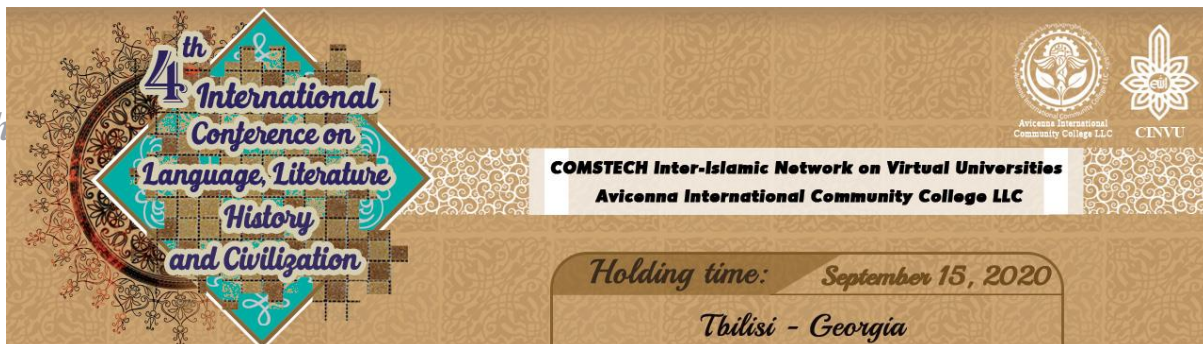 4th
International
Conference on
Language, Literature
History
and Civilization
Avicenna International
Community College LLC
CINVU
COMSTECH Inter-Islamic Network on Virtual Universities
Avicenna International Community College LLC
Holding time: September 15, 2020
Tbilisi - Georgia